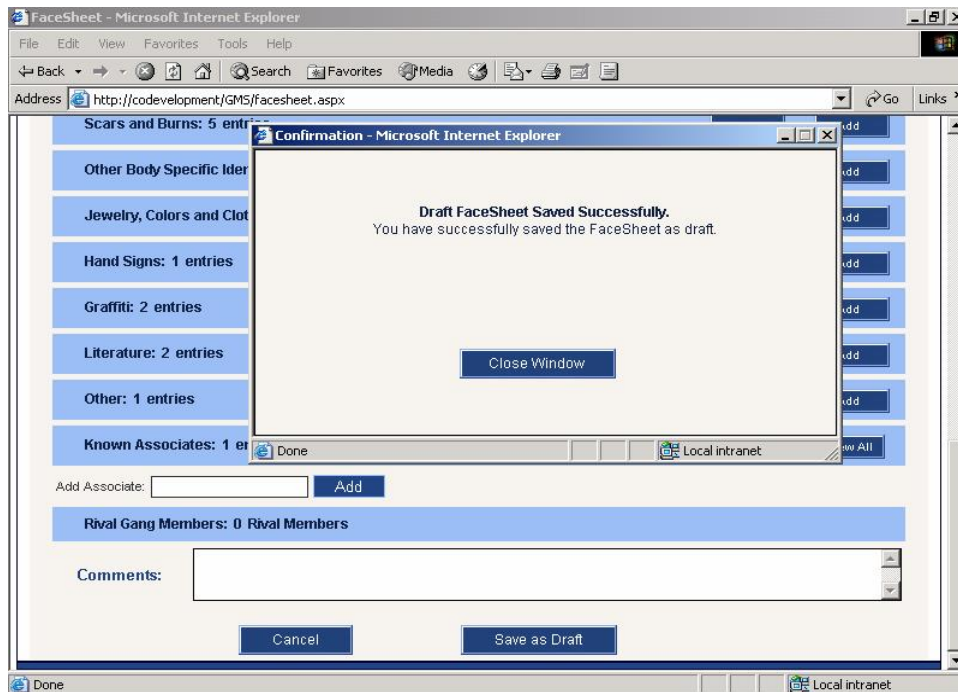 FaceSheet - Microsoft Internet Explorer
File Edit View Favorites Tools Help
Back Search Favorites Media
Address http://codevelopment/GMS/facesheet.aspx Go Links
Scars and Burns: 5
Confirmation - Microsoft Internet Explorer
Other Body Specific
Draft FaceSheet Saved Successfully.
You have successfully saved the FaceSheet as draft.
Jewelry, Colors and
Hand Signs: 1 entries
Graffiti: 2 entries
Literature: 2 entries
Close Window
Other: 1 entries
Known Associates: 1
All
Done Local intranet
Add Associate: Add
Rival Gang Members: 0 Rival Members
Comments:
Cancel Save as Draft
Done Local intranet